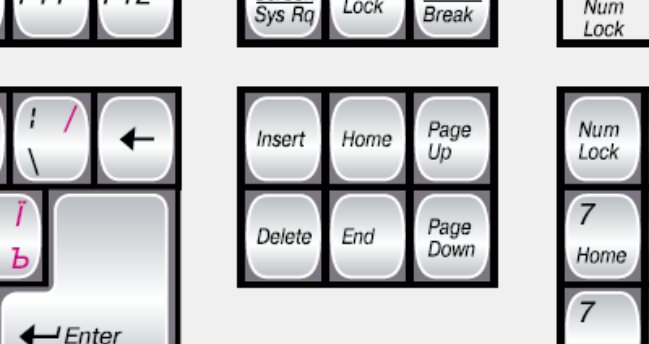 F12
Sys Rq
Lock
Break
Num
Lock
¦ /
\
Insert
Home
Page
Up
Num
Lock
Ї
Ъ
Delete
End
Page
Down
7
Home
Enter
7